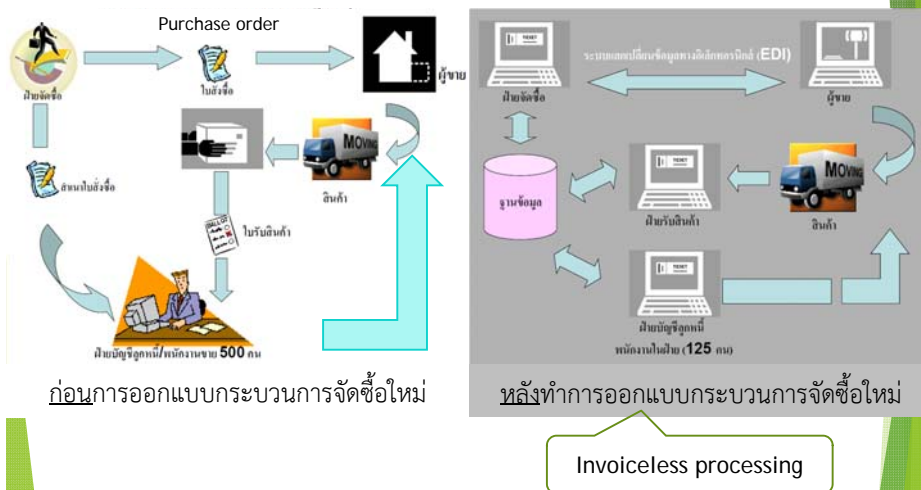 Purchase order
ฝ่ายจัดซื้อ
ใบสั่งซื้อ
ผู้ขาย
สำเนาใบสั่งซื้อ
MOVING
สินค้า
BALLOT
ใบรับสินค้า
ฝ่ายบัญชีลูกหนี้/พนักงานขาย 500 คน
ก่อนการออกแบบกระบวนการจัดซื้อใหม่
TICKET
ระบบแลกเปลี่ยนข้อมูลทางอิเล็กทรอนิกส์ (EDI)
ฝ่ายจัดซื้อ
ผู้ขาย
ฐานข้อมูล
TICKET
ฝ่ายรับสินค้า
MOVING
สินค้า
TICKET
ฝ่ายบัญชีลูกหนี้
พนักงานในฝ่าย (125 คน)
หลังทำการออกแบบกระบวนการจัดซื้อใหม่
Invoiceless processing